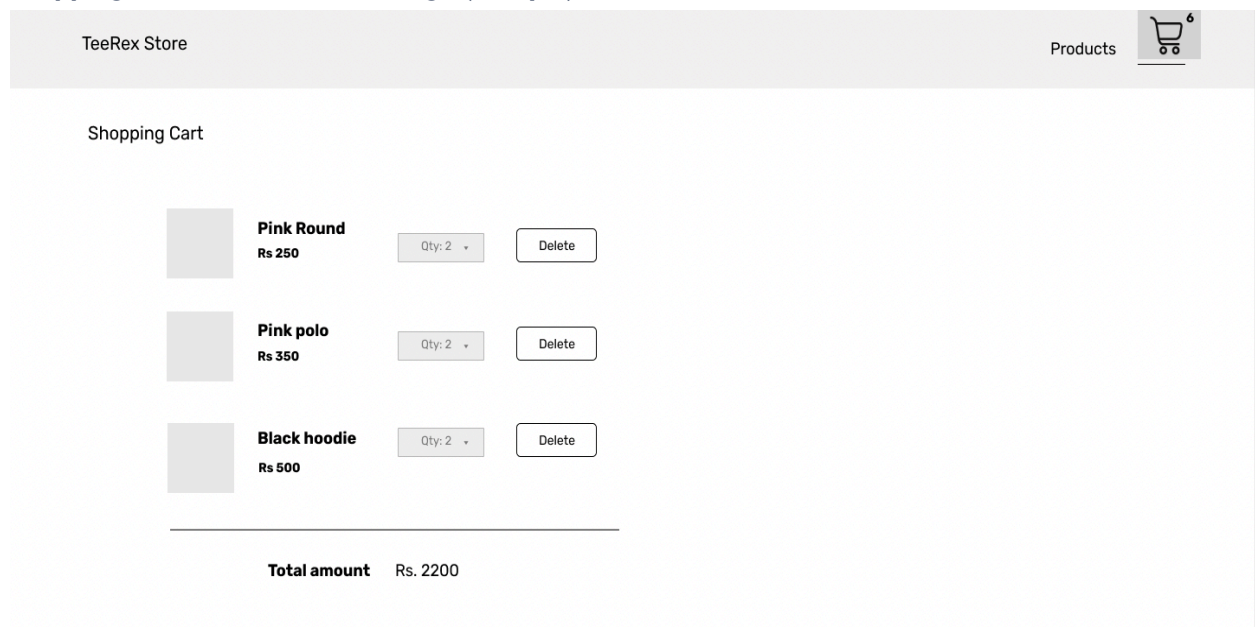 TeeRex Store
Products
6
Shopping Cart
Pink Round
Rs 250
Qty: 2
Delete
Pink polo
Rs 350
Qty: 2
Delete
Black hoodie
Rs 500
Qty: 2
Delete
Total amount Rs. 2200